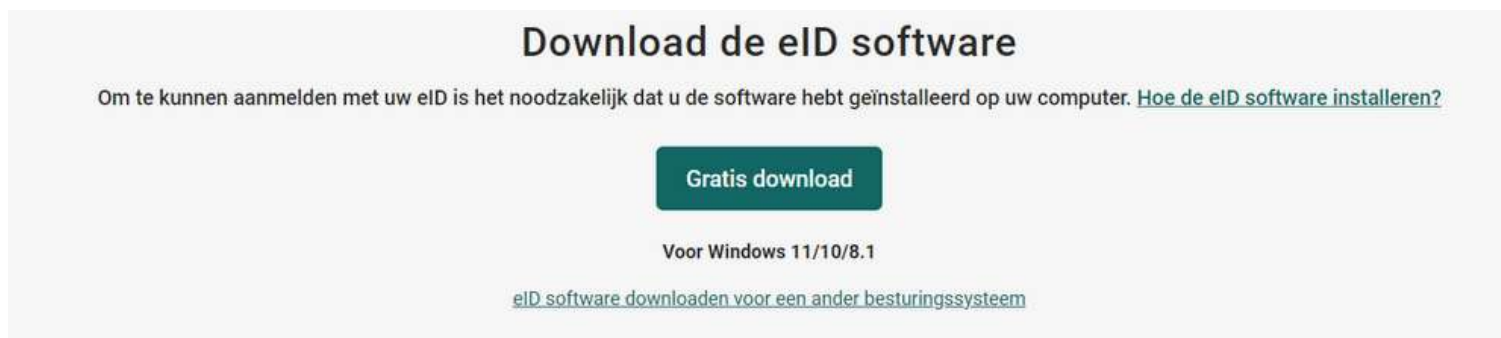 Download de eID software
Om te kunnen aanmelden met uw eID is het noodzakelijk dat u de software hebt geïnstalleerd op uw computer. Hoe de eID software installeren?
Gratis download
Voor Windows 11/10/8.1
eID software downloaden voor een ander besturingssysteem